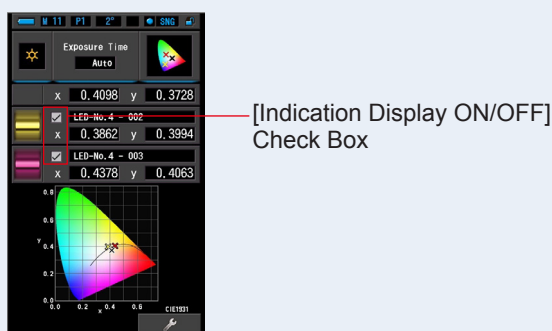 M 11 P1 2° SNG
Exposure Time
Auto
x 0.4098 y 0.3728
LED-No.4 - 002
x 0.3862 y 0.3994
LED-No.4 - 003
x 0.4378 y 0.4063
[Indication Display ON/OFF]
Check Box
0.8
0.6
y 0.4
0.2
0.0
0.0 0.2 0.4 0.6
x
CIE1931